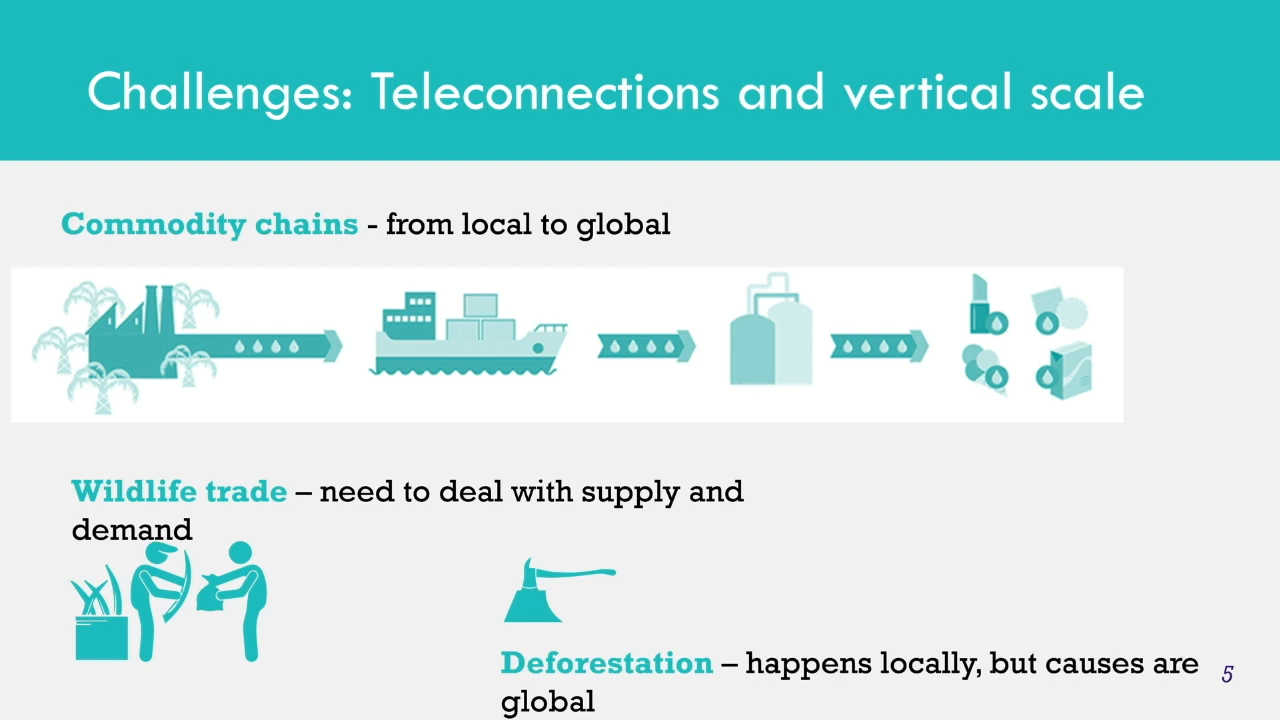 Challenges: Teleconnections and vertical scale
Commodity chains - from local to global
Wildlife trade – need to deal with supply and
demand
Deforestation – happens locally, but causes are
global
5